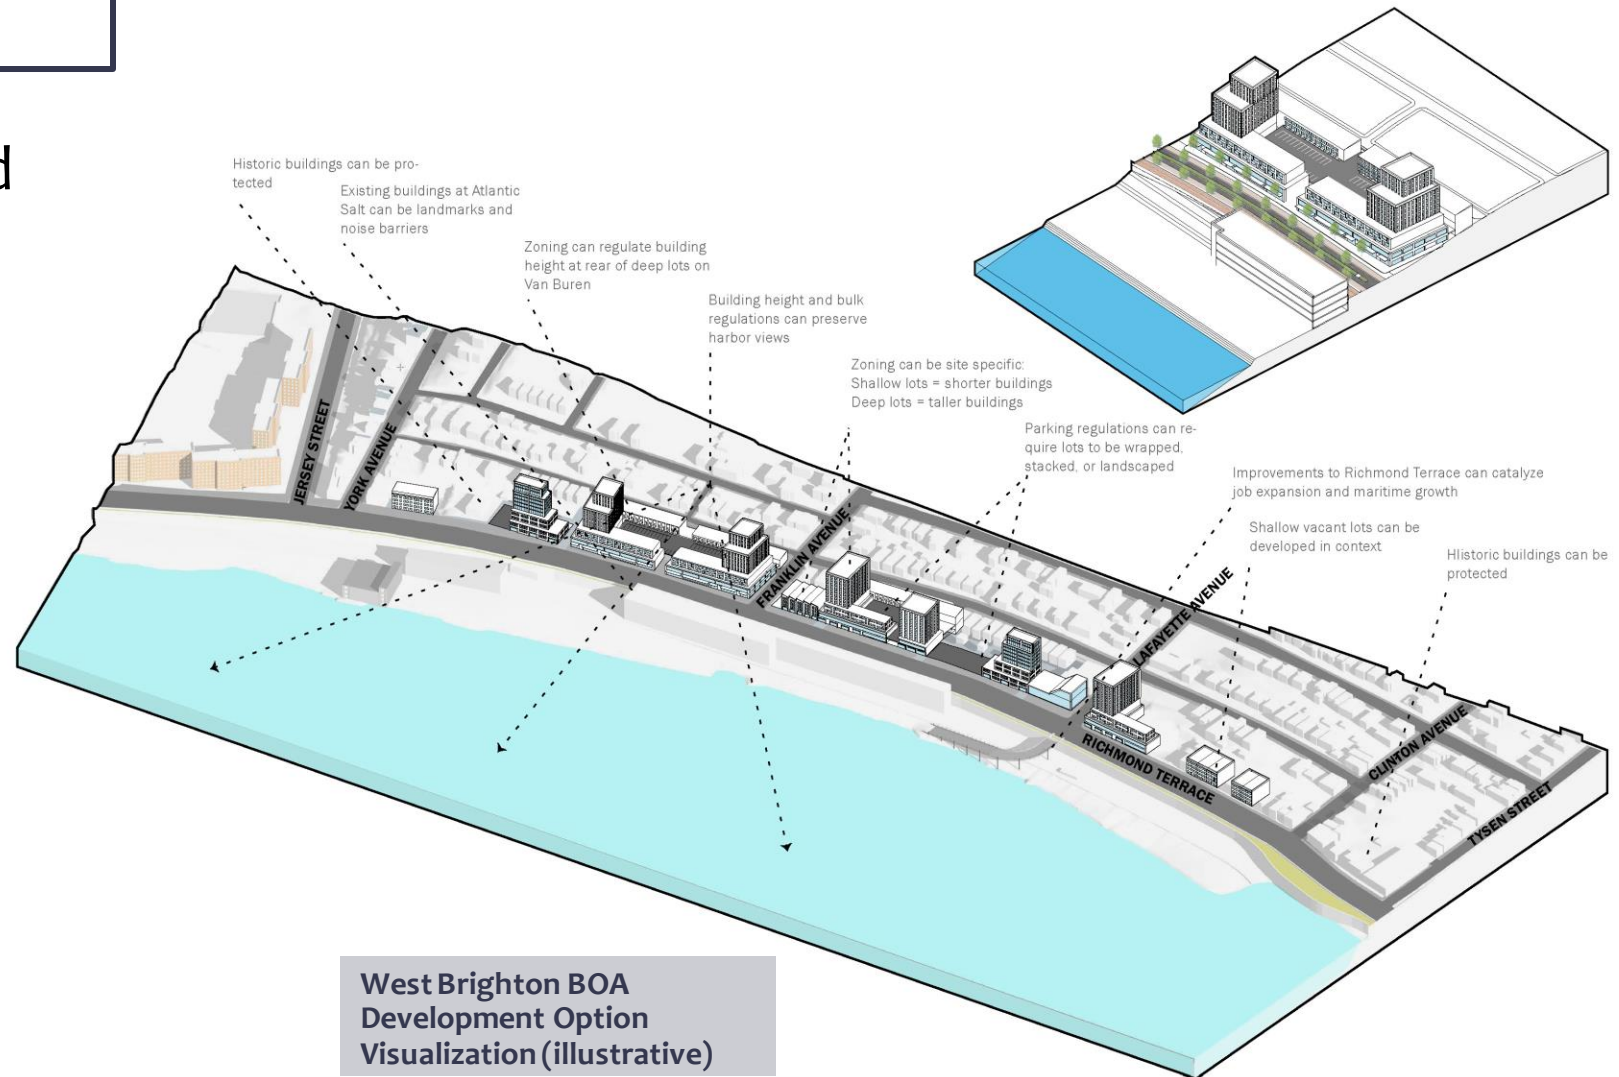 d
Historic buildings can be pro-
tected
Existing buildings at Atlantic
Salt can be landmarks and
noise barriers
Zoning can regulate building
height at rear of deep lots on
Van Buren
Building height and bulk
regulations can preserve
harbor views
Zoning can be site specific:
Shallow lots = shorter buildings
Deep lots = taller buildings
Parking regulations can re-
quire lots to be wrapped,
stacked, or landscaped
Improvements to Richmond Terrace can catalyze
job expansion and maritime growth
Shallow vacant lots can be
developed in context
HIistoric buildings can be
protected
JERSEY STREET
YORK AVENUE
FRANKLIN AVENUE
LAFAYETTE AVENUE
RICHMOND TERRACE
CLINTON AVENUE
TYSEN STREET
West Brighton BOA
Development Option
Visualization (illustrative)